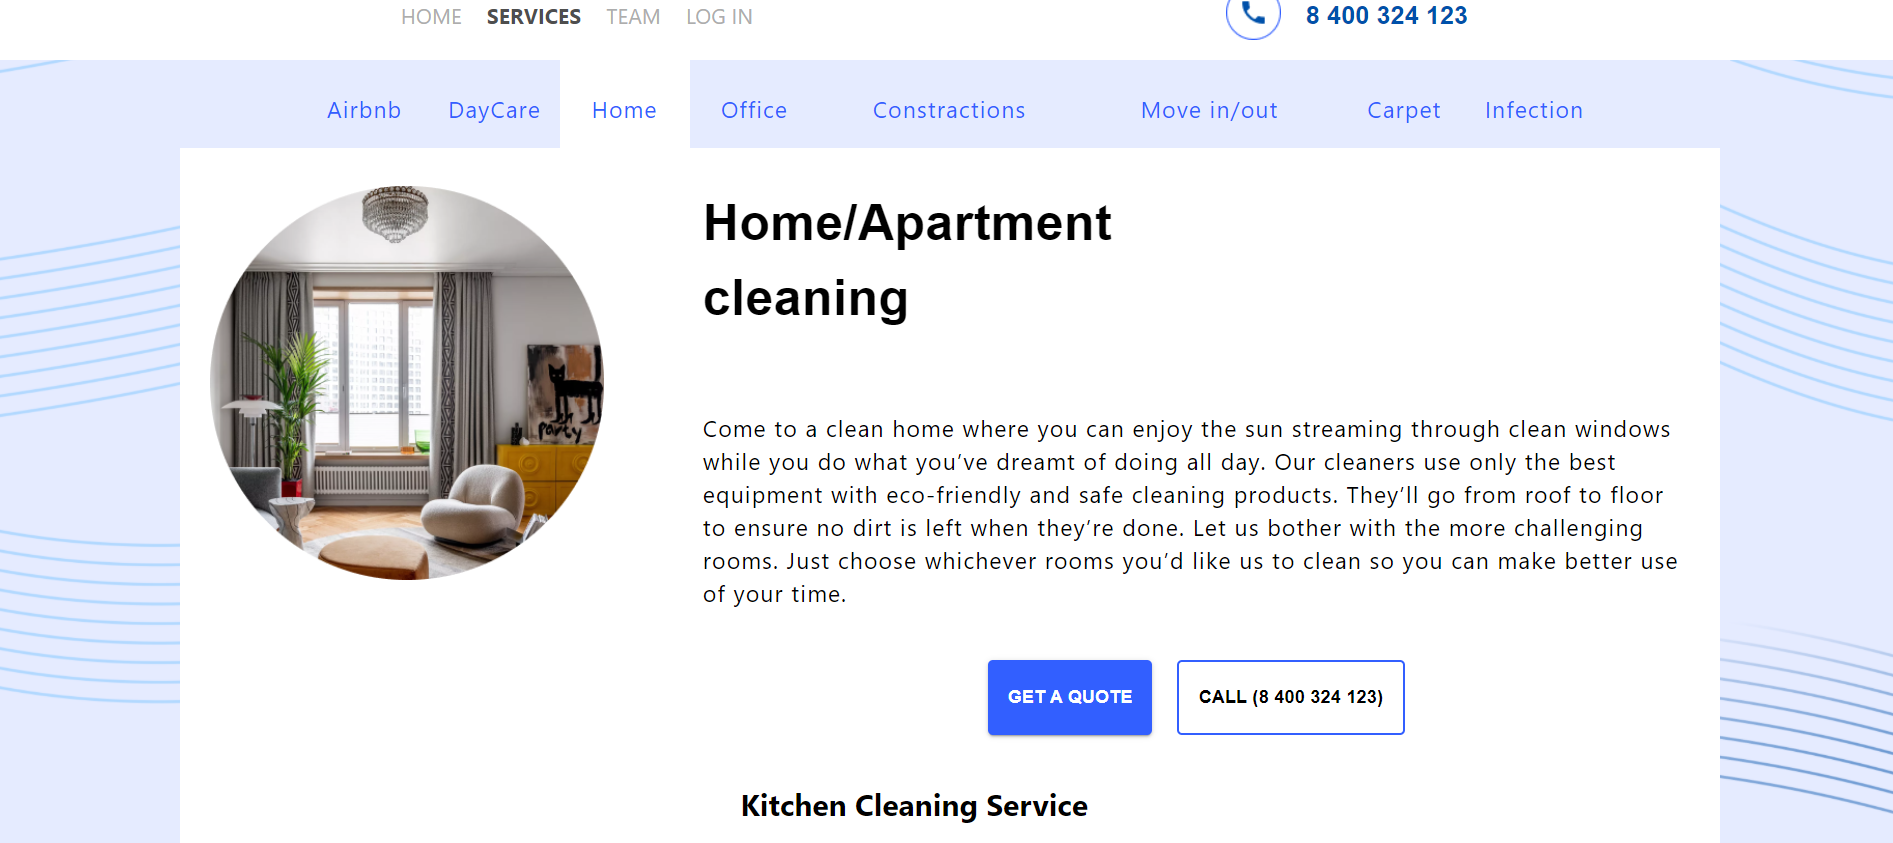 HOME SERVICES TEAM LOG IN 8 400 324 123
Airbnb DayCare Home Office Constractions Move in/out Carpet Infection
Home/Apartment
cleaning
party
Come to a clean home where you can enjoy the sun streaming through clean windows
while you do what you’ve dreamt of doing all day. Our cleaners use only the best
equipment with eco-friendly and safe cleaning products. They’ll go from roof to floor
to ensure no dirt is left when they’re done. Let us bother with the more challenging
rooms. Just choose whichever rooms you’d like us to clean so you can make better use
of your time.
GET A QUOTE CALL (8 400 324 123)
Kitchen Cleaning Service